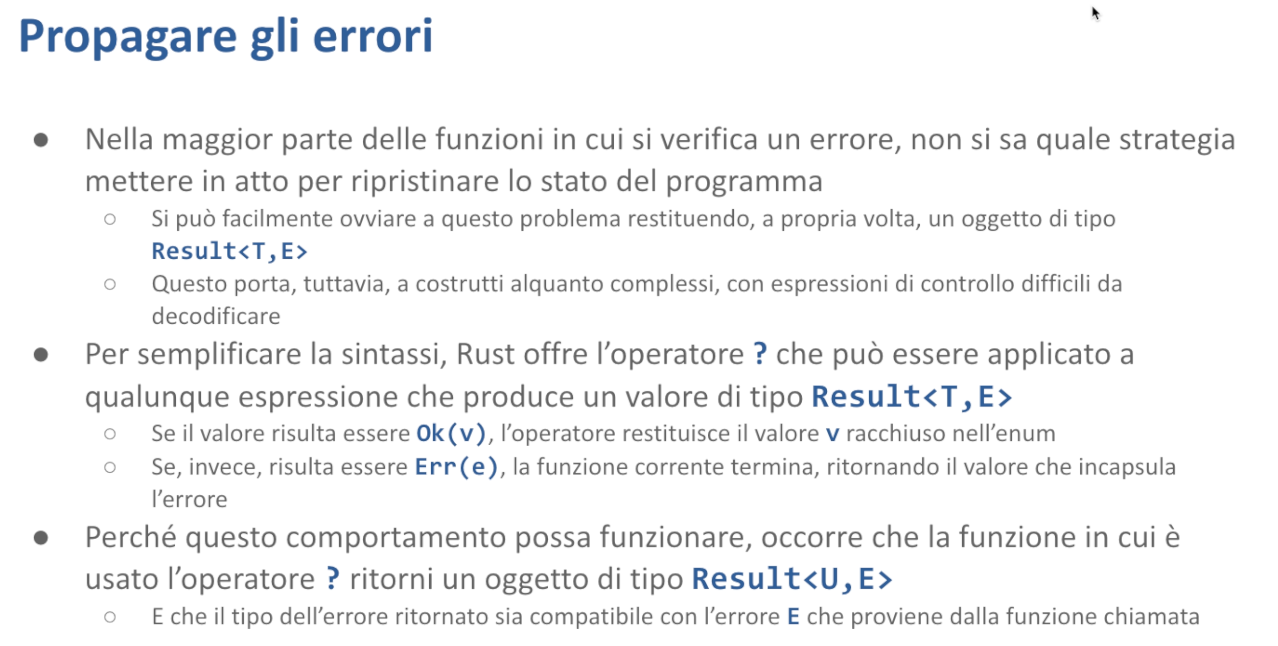 Propagare gli errori
● Nella maggior parte delle funzioni in cui si verifica un errore, non si sa quale strategia
mettere in atto per ripristinare lo stato del programma
○ Si può facilmente ovviare a questo problema restituendo, a propria volta, un oggetto di tipo
Result<T,E>
○ Questo porta, tuttavia, a costrutti alquanto complessi, con espressioni di controllo difficili da
decodificare
● Per semplificare la sintassi, Rust offre l’operatore ? che può essere applicato a
qualunque espressione che produce un valore di tipo Result<T,E>
○ Se il valore risulta essere Ok(v), l’operatore restituisce il valore v racchiuso nell’enum
○ Se, invece, risulta essere Err(e), la funzione corrente termina, ritornando il valore che incapsula
l’errore
● Perché questo comportamento possa funzionare, occorre che la funzione in cui è
usato l’operatore ? ritorni un oggetto di tipo Result<U,E>
○ E che il tipo dell’errore ritornato sia compatibile con l’errore E che proviene dalla funzione chiamata